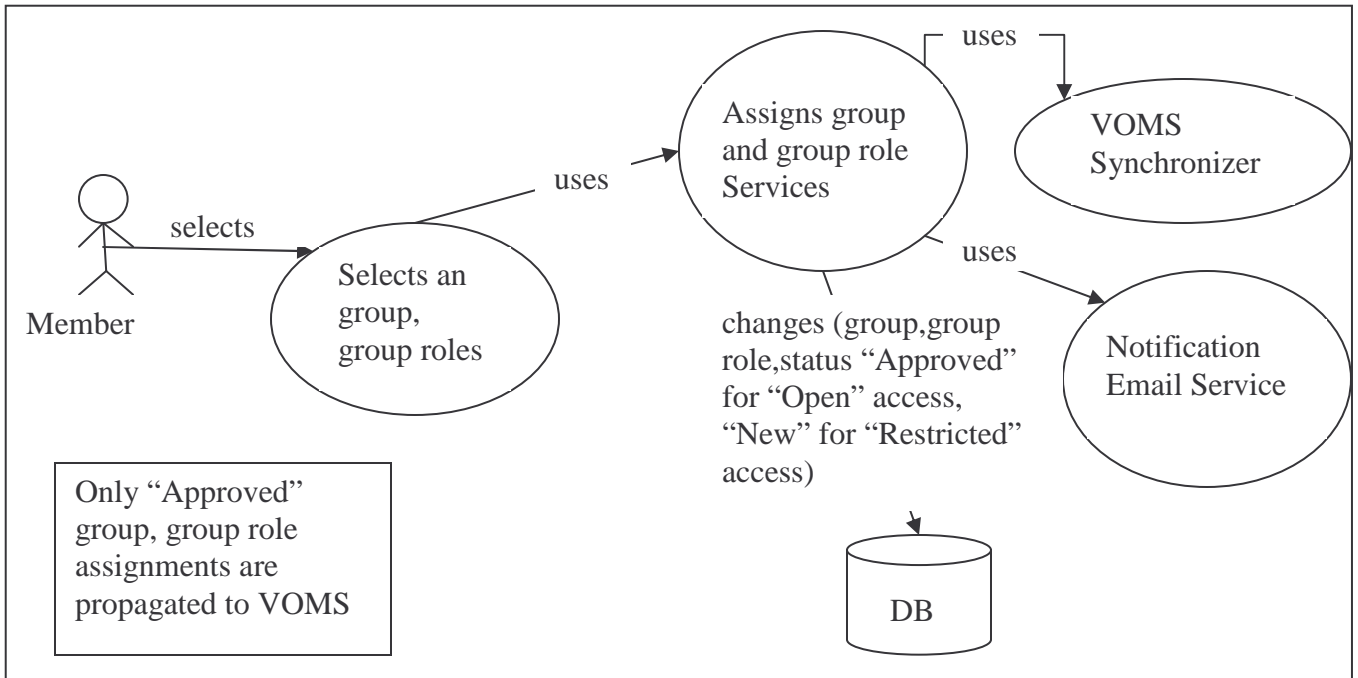 uses
Assigns group
and group role
Services
VOMS
Synchronizer
uses
selects
Member
Selects an
group,
group roles
uses
changes (group,group
role,status “Approved”
for “Open” access,
“New” for “Restricted”
access)
Notification
Email Service
Only “Approved”
group, group role
assignments are
propagated to VOMS
DB